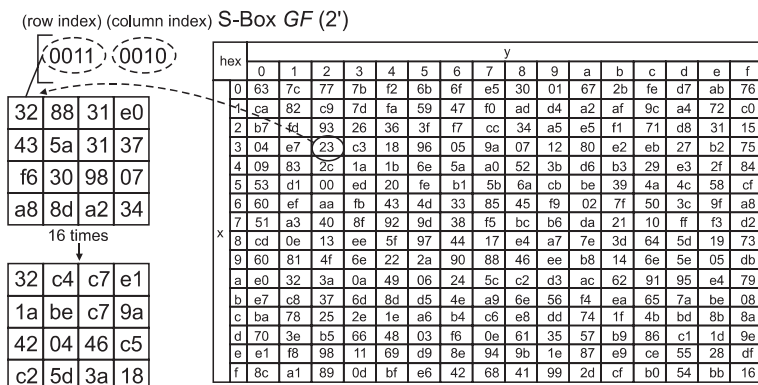 (row index) (column index) S-Box GF (2')
0011 0010
32 88 31 e0
43 5a 31 37
f6 30 98 07
a8 8d a2 34
16 times
32 c4 c7 e1
1a be c7 9a
42 04 46 c5
c2 5d 3a 18
hex y
0 1 2 3 4 5 6 7 8 9 a b c d e f
x
0 63 7c 77 7b f2 6b 6f e5 30 01 67 2b fe d7 ab 76
1 ca 82 c9 7d fa 59 47 f0 ad d4 a2 af 9c a4 72 c0
2 b7 fd 93 26 36 3f f7 cc 34 a5 e5 f1 71 d8 31 15
3 04 e7 23 c3 18 96 05 9a 07 12 80 e2 eb 27 b2 75
4 09 83 2c 1a 1b 6e 5a a0 52 3b d6 b3 29 e3 2f 84
5 53 d1 00 ed 20 fe b1 5b 6a cb be 39 4a 4c 58 cf
6 60 ef aa fb 43 4d 33 85 45 f9 02 7f 50 3c 9f a8
7 51 a3 40 8f 92 9d 38 f5 bc b6 da 21 10 ff f3 d2
8 cd 0e 13 ee 5f 97 44 17 e4 a7 7e 3d 64 5d 19 73
9 60 81 4f 6e 22 2a 90 88 46 ee b8 14 6e 5e 05 db
a e0 32 3a 0a 49 06 24 5c c2 d3 ac 62 91 95 e4 79
b e7 c8 37 6d 8d d5 4e a9 6e 56 f4 ea 65 7a be 08
c ba 78 25 2e 1e a6 b4 c6 e8 dd 74 1f 4b bd 8b 8a
d 70 3e b5 66 48 03 f6 0e 61 35 57 b9 86 c1 1d 9e
e e1 f8 98 11 69 d9 8e 94 9b 1e 87 e9 ce 55 28 df
f 8c a1 89 0d bf e6 42 68 41 99 2d cf b0 54 bb 16